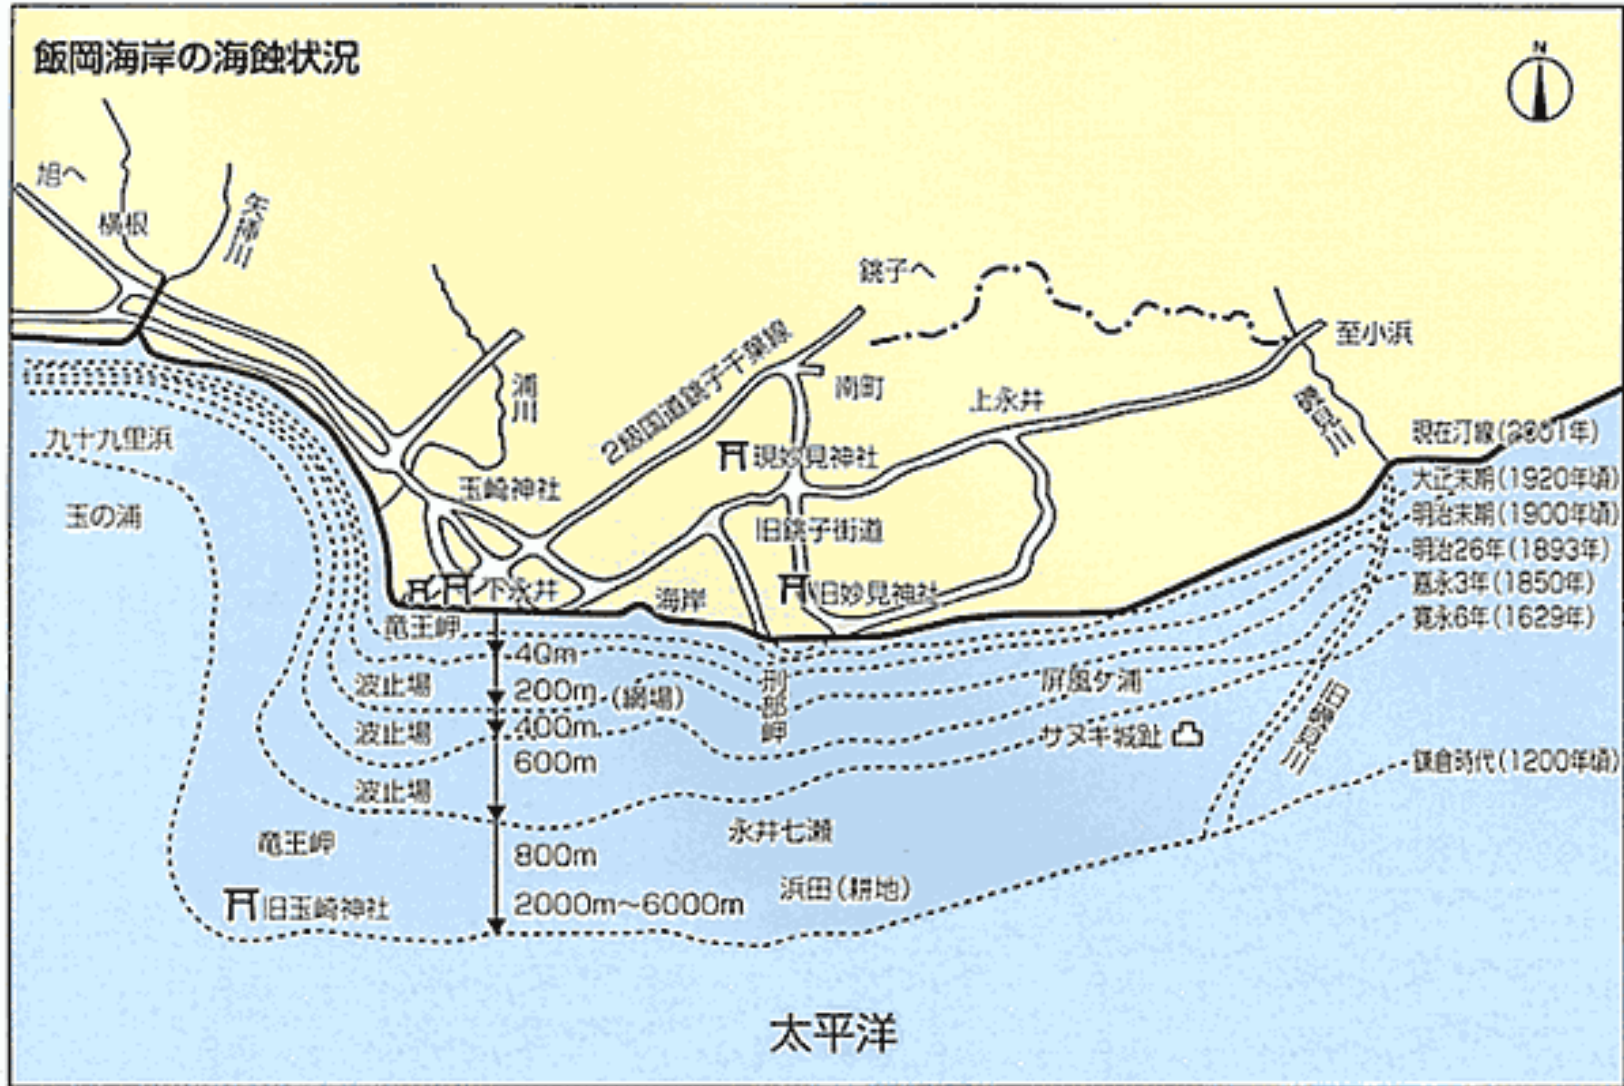 飯岡海岸の海蝕状況
N
旭へ
横根
矢挿川
銚子へ
至小浜
浦川
2級国道銚子千葉線
南町
上永井
磯見川
現在汀線(2001年)
九十九里浜
現妙見神社
大正末期(1920年頃)
玉崎神社
玉の浦
明治末期(1900年頃)
旧銚子街道
明治26年(1893年)
嘉永3年(1850年)
下永井
海岸
旧妙見神社
寛永6年(1629年)
竜王岬
40m
波止場
200m
(網場)
刑部岬
屏風ケ浦
旧磯見川
波止場
400m
サヌキ城趾
600m
鎌倉時代(1200年頃)
波止場
竜王岬
永井七瀬
800m
浜田(耕地)
旧玉崎神社
2000m～6000m
太平洋